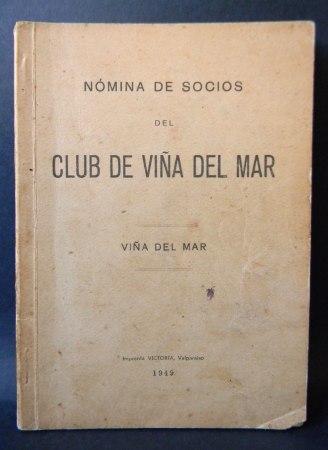 NÓMINA DE SOCIOS
DEL
CLUB DE VIÑA DEL MAR
VIÑA DEL MAR
Imprenta VICTORIA, Valparaíso
1949